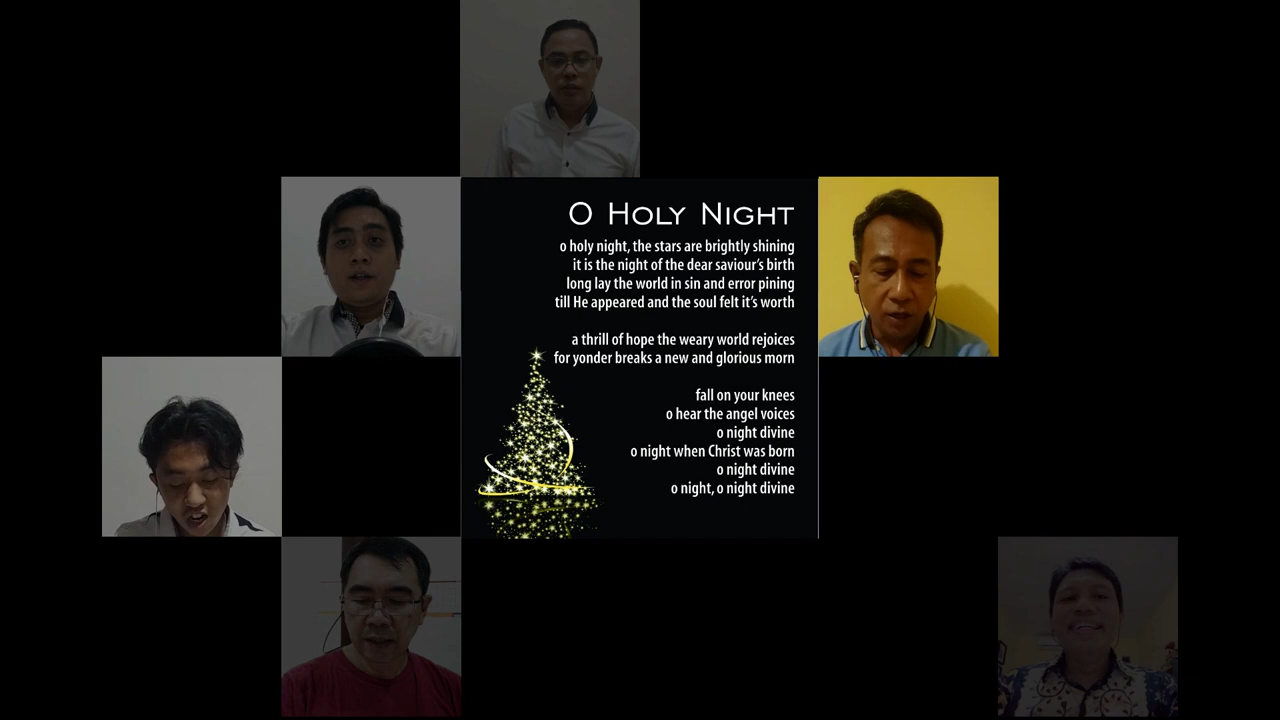 O Holy Night
o holy night, the stars are brightly shining
it is the night of the dear saviour's birth
long lay the world in sin and error pining
till He appeared and the soul felt it's worth
a thrill of hope the weary world rejoices
for yonder breaks a new and glorious morn
fall on your knees
o hear the angel voices
o night divine
o night when Christ was born
o night divine
o night, o night divine